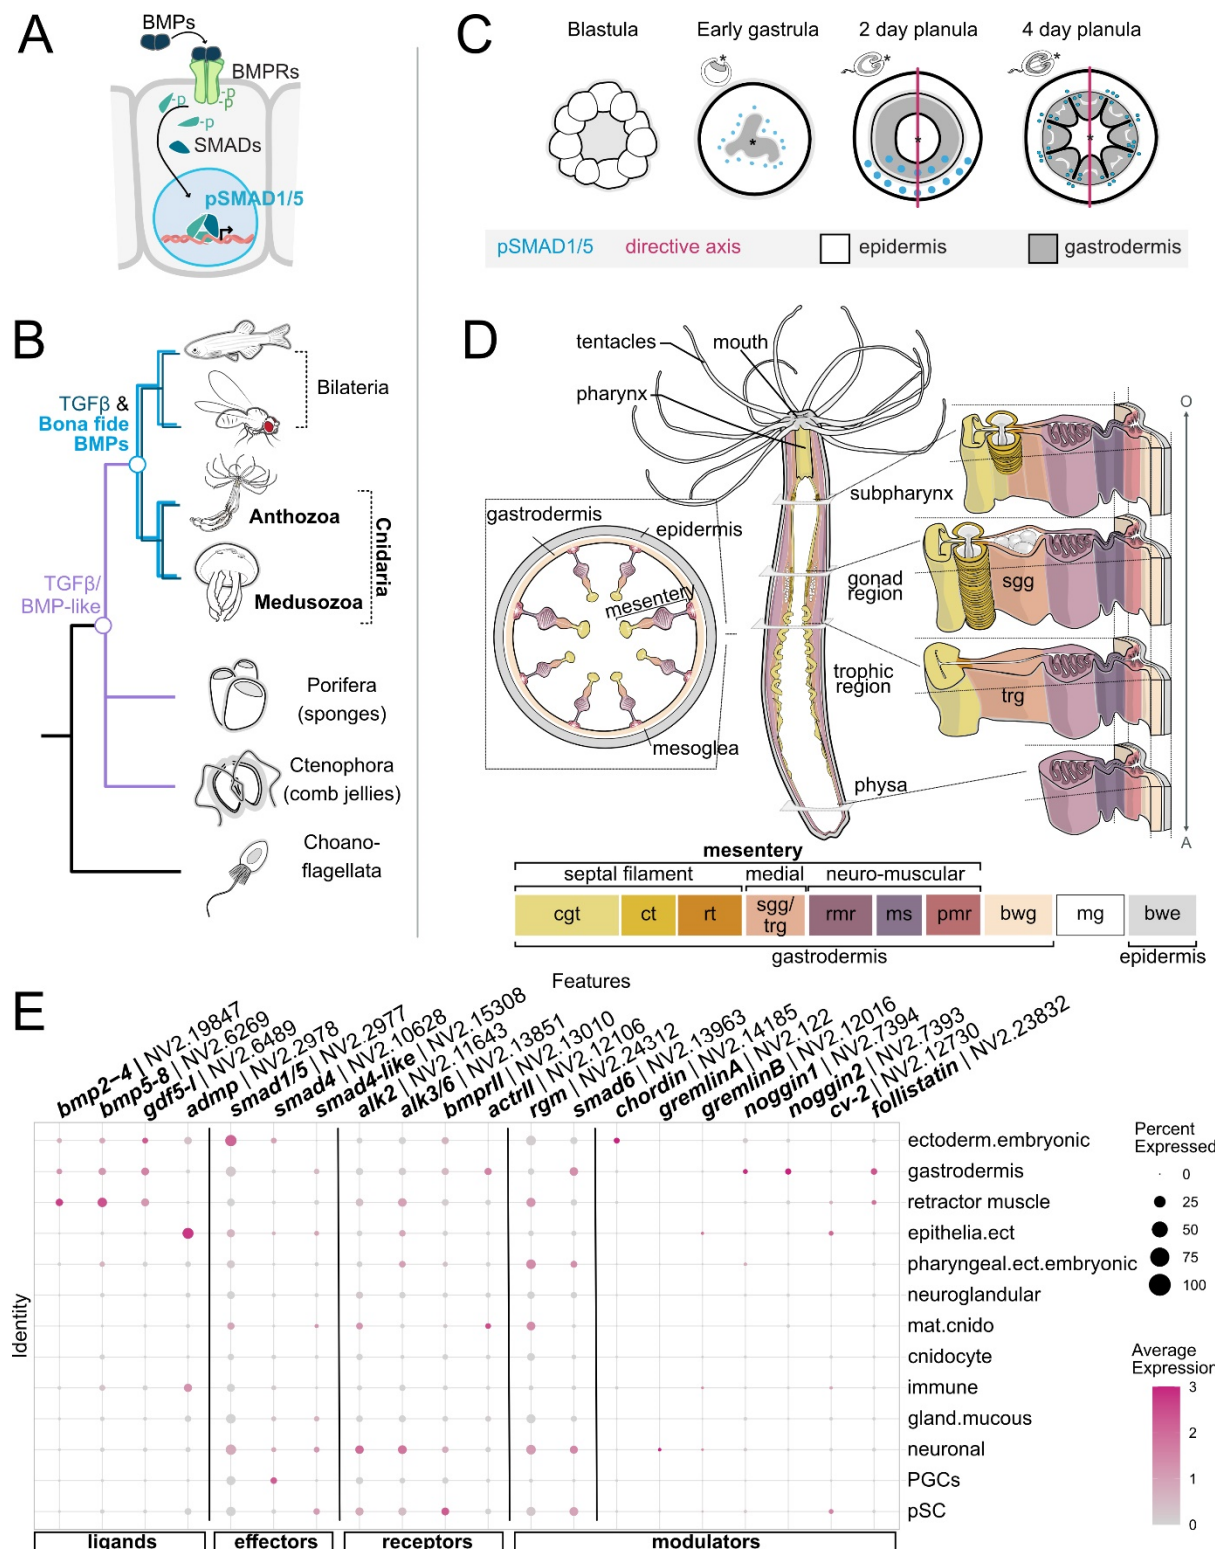 A
BMPs
BMPRs
-p
-p
-p
-p
SMADs
pSMAD1/5
B
TGFβ &
Bona fide
BMPs
Bilateria
Anthozoa
Cnidaria
Medusozoa
TGFβ/
BMP-like
Porifera
(sponges)
Ctenophora
(comb jellies)
Choano-
flagellata
C
Blastula
Early gastrula
2 day planula
4 day planula
*
*
*
*
*
*
pSMAD1/5
directive axis
epidermis
gastrodermis
D
tentacles
mouth
pharynx
subpharynx
gonad
region
trophic
region
physa
gastrodermis
epidermis
mesentery
mesoglea
sgg
trg
O
A
mesentery
septal filament
medial
neuro-muscular
cgt
ct
rt
sgg/
trg
rmr
ms
pmr
bwg
mg
bwe
gastrodermis
epidermis
E
Features
bmp2–4 | NV2.19847
bmp5-8 | NV2.6269
gdf5-l | NV2.6489
admp | NV2.2978
smad1/5 | NV2.2977
smad4 | NV2.10628
smad4-like | NV2.15308
alk2 | NV2.11643
alk3/6 | NV2.13851
bmprII | NV2.13010
actrII | NV2.12106
rgm | NV2.24312
smad6 | NV2.13963
chordin | NV2.14185
gremlinA | NV2.122
gremlinB | NV2.12016
noggin1 | NV2.7394
noggin2 | NV2.7393
cv-2 | NV2.12730
follistatin | NV2.23832
Identity
ectoderm.embryonic
gastrodermis
retractor muscle
epithelia.ect
pharyngeal.ect.embryonic
neuroglandular
mat.cnido
cnidocyte
immune
gland.mucous
neuronal
PGCs
pSC
ligands
effectors
receptors
modulators
Percent
Expressed
0
25
50
75
100
Average
Expression
3
2
1
0